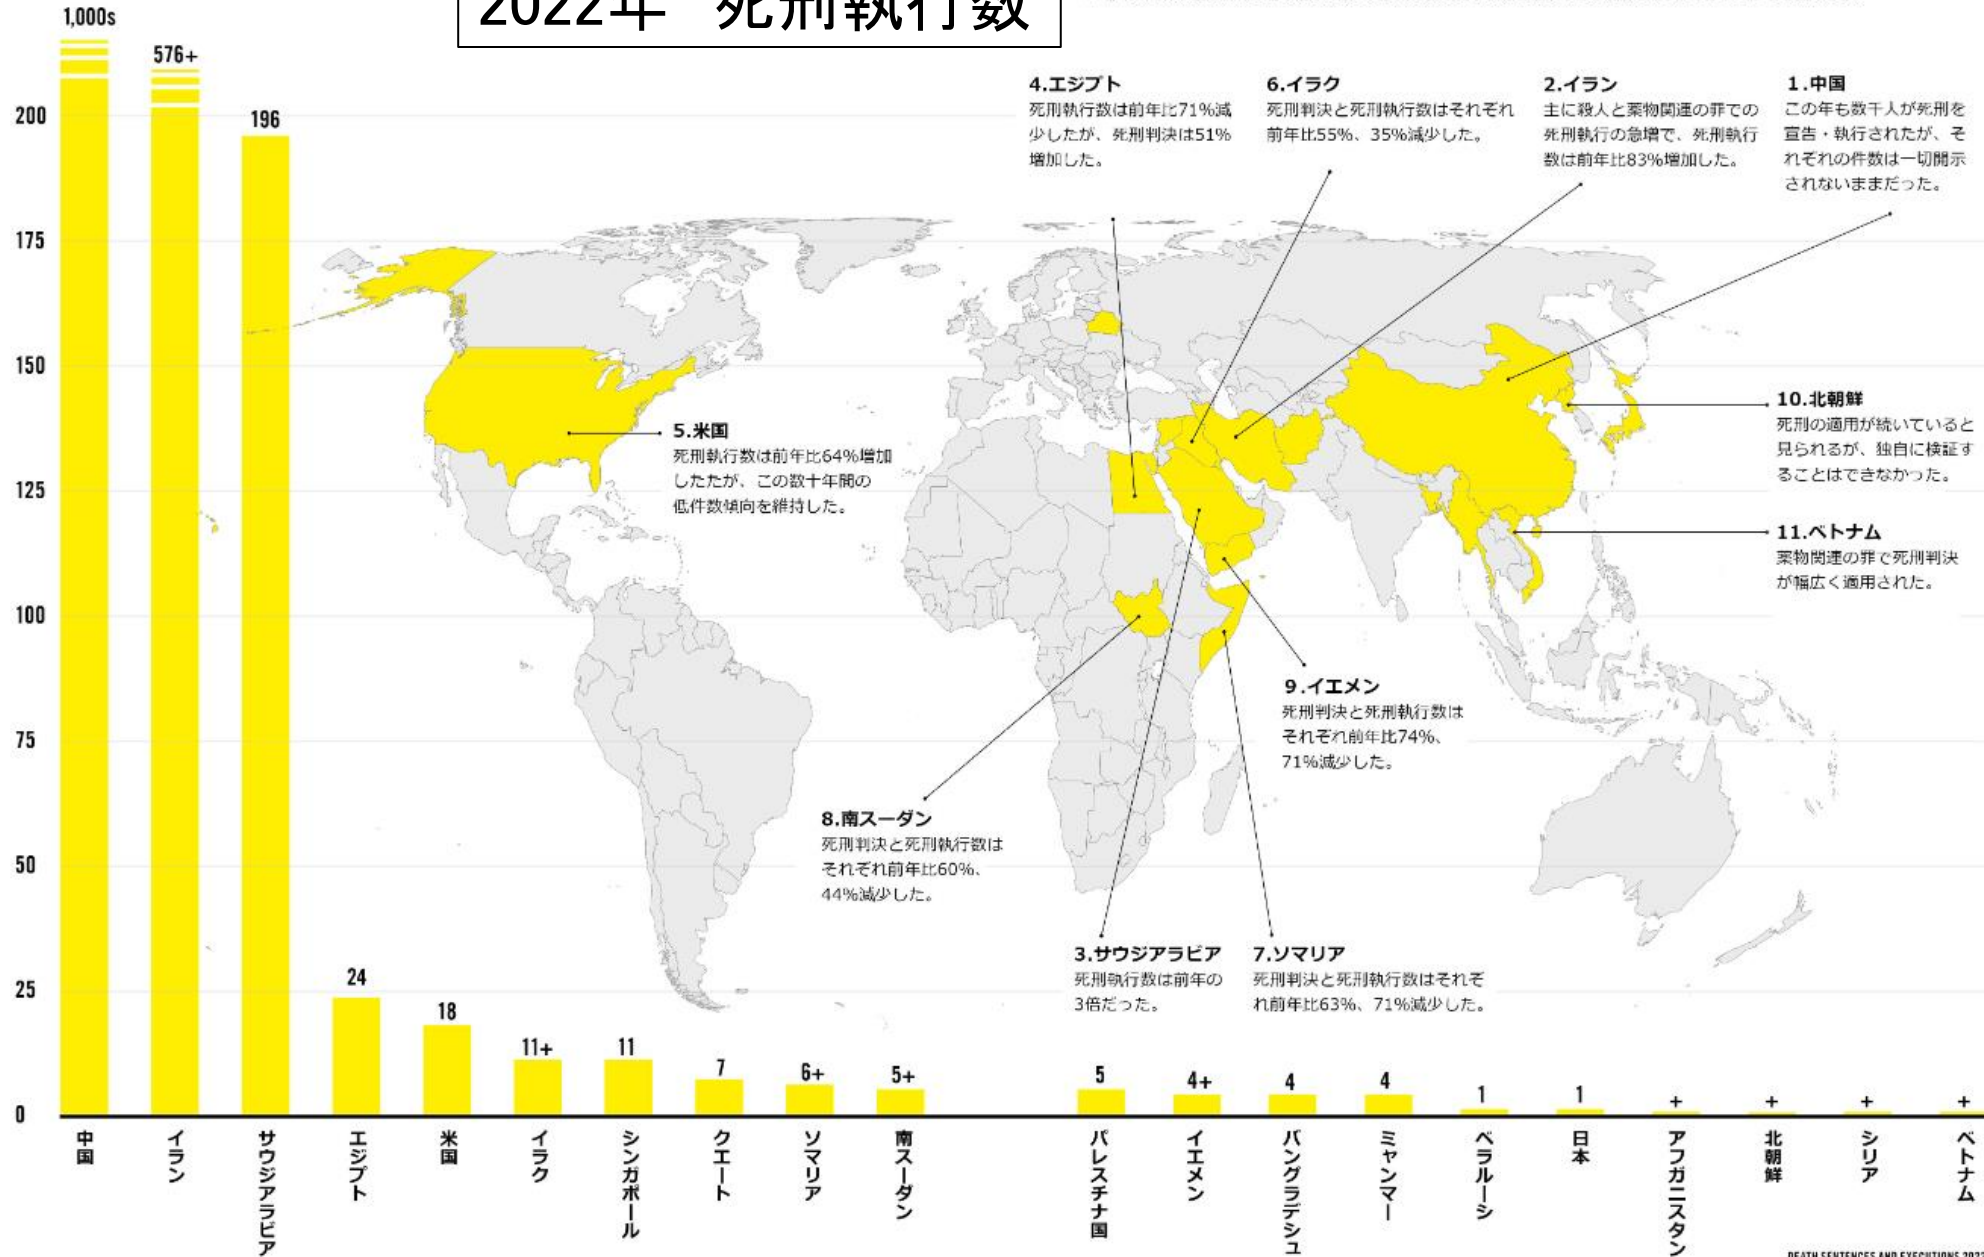 2022年 死刑執行数
1,000s
576+
196
24
18
11+
11
7
6+
5+
5
4+
4
4
1
1
+
+
+
+
200
175
150
125
100
75
50
25
0
4.エジプト
死刑執行数は前年比71%減
少したが、死刑判決は51%
増加した。
6.イラク
死刑判決と死刑執行数はそれぞれ
前年比55%、35%減少した。
2.イラン
主に殺人と薬物関連の罪での
死刑執行の急増で、死刑執行
数は前年比83%増加した。
1.中国
この年も数千人が死刑を
宣告・執行されたが、そ
れぞれの件数は一切開示
されないままだった。
5.米国
死刑執行数は前年比64%増加
したたが、この数十年間の
低件数傾向を維持した。
10.北朝鮮
死刑の適用が続いていると
見られるが、独自に検証す
ることはできなかった。
11.ベトナム
薬物関連の罪で死刑判決
が幅広く適用された。
9.イエメン
死刑判決と死刑執行数は
それぞれ前年比74%、
71%減少した。
8.南スーダン
死刑判決と死刑執行数は
それぞれ前年比60%、
44%減少した。
3.サウジアラビア
死刑執行数は前年の
3倍だった。
7.ソマリア
死刑判決と死刑執行数はそれぞ
れ前年比63%、71%減少した。
中国
イラン
サウジアラビア
エジプト
米国
イラク
シンガポール
クエート
ソマリア
南スーダン
パレスチナ国
イエメン
バングラデシュ
ミャンマー
ベラルーシ
日本
アフガニスタン
北朝鮮
シリア
ベトナム
DEATH SENTENCES AND EXECUTIONS 2022